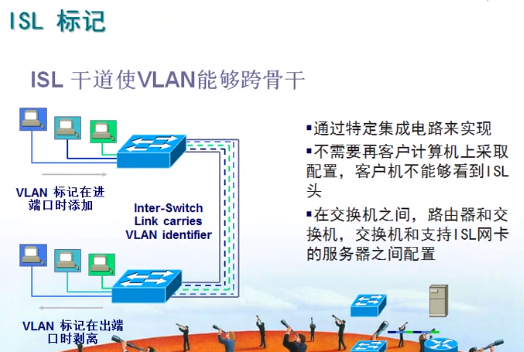 ISL 标记
ISL 干道使VLAN能够跨骨干
VLAN 标记在进
端口时添加
Inter-Switch
Link carries
VLAN identifier
VLAN 标记在出端
口时剥离
▪通过特定集成电路来实现
▪不需要再客户计算机上采取
配置，客户机不能够看到ISL
头
▪在交换机之间，路由器和交
换机，交换机和支持ISL网卡
的服务器之间配置